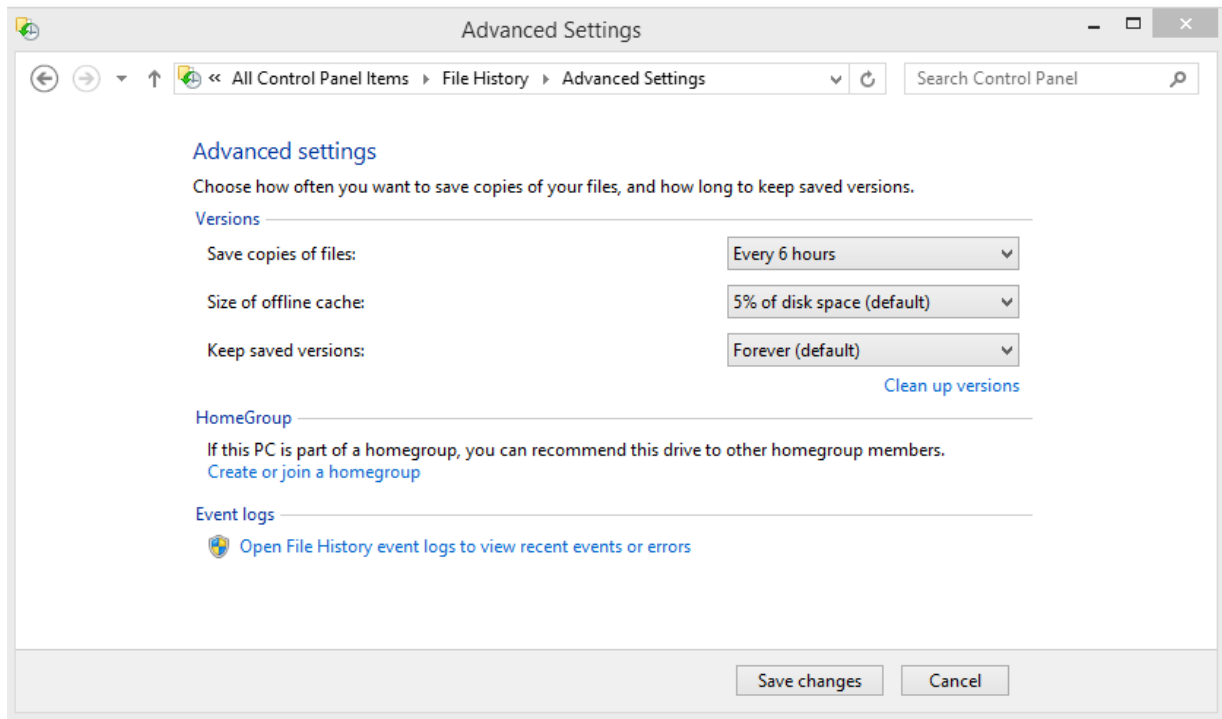 Advanced Settings
« All Control Panel Items File History Advanced Settings Search Control Panel
Advanced settings
Choose how often you want to save copies of your files, and how long to keep saved versions.
Versions
Save copies of files: Every 6 hours
Size of offline cache: 5% of disk space (default)
Keep saved versions: Forever (default)
Clean up versions
HomeGroup
If this PC is part of a homegroup, you can recommend this drive to other homegroup members.
Create or join a homegroup
Event logs
Open File History event logs to view recent events or errors
Save changes Cancel